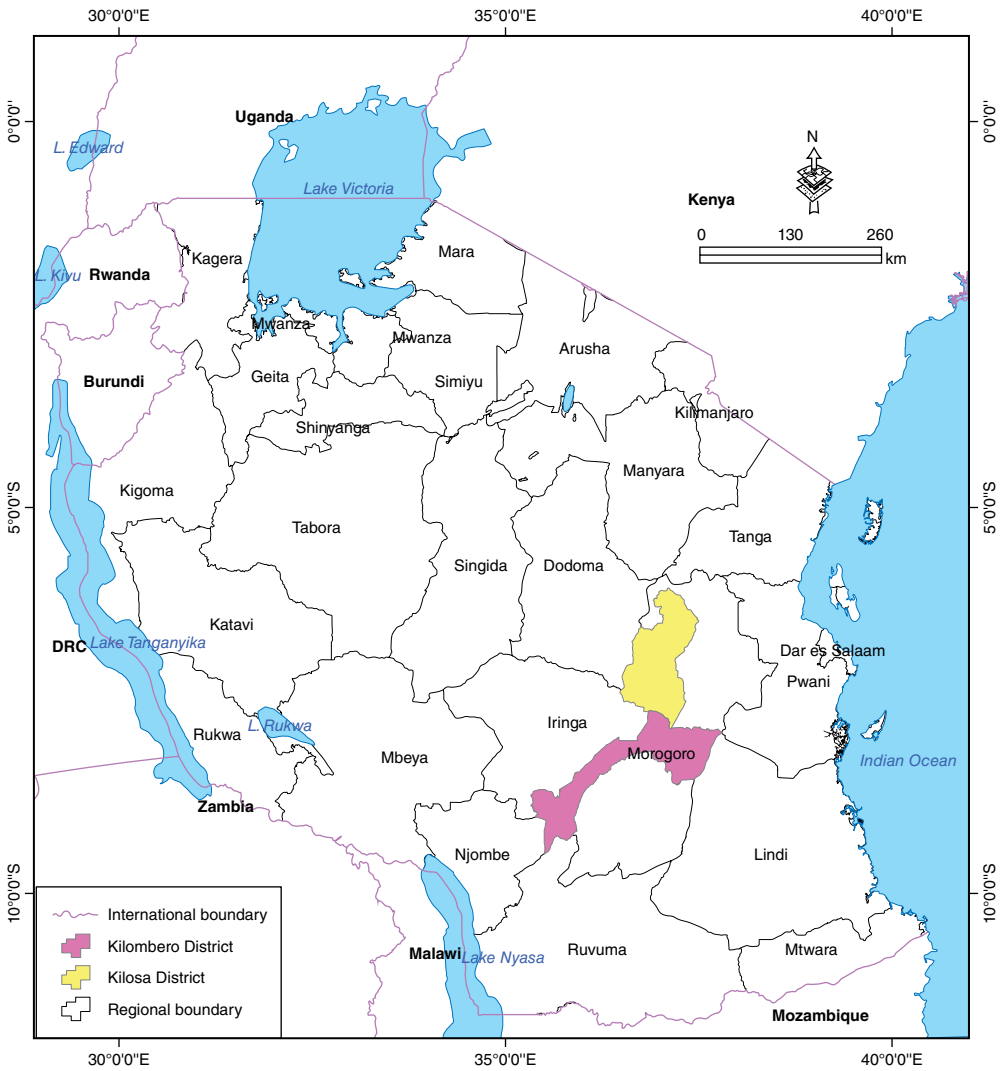 30°0'0"E 35°0'0"E 40°0'0"E
0°0'0"
0°0'0"
Uganda
L. Edward
N
Lake Victoria
Kenya
0 130 260
km
Mara
Kagera
L. Kivu
Rwanda
Mwanza
Mwanza
Arusha
Burundi
Geita
Simiyu
Kilimanjaro
Shinyanga
Manyara
Kigoma
5°0'0"S
5°0'0"S
Tabora
Tanga
Singida
Dodoma
Katavi
DRC
Lake Tanganyika
Dar es Salaam
Pwani
Iringa
L. Rukwa
Rukwa
Morogoro
Mbeya
Indian Ocean
Zambia
Njombe
Lindi
10°0'0"S
10°0'0"S
International boundary
Kilombero District
Kilosa District
Regional boundary
Malawi
Lake Nyasa
Ruvuma
Mtwara
Mozambique
30°0'0"E 35°0'0"E 40°0'0"E